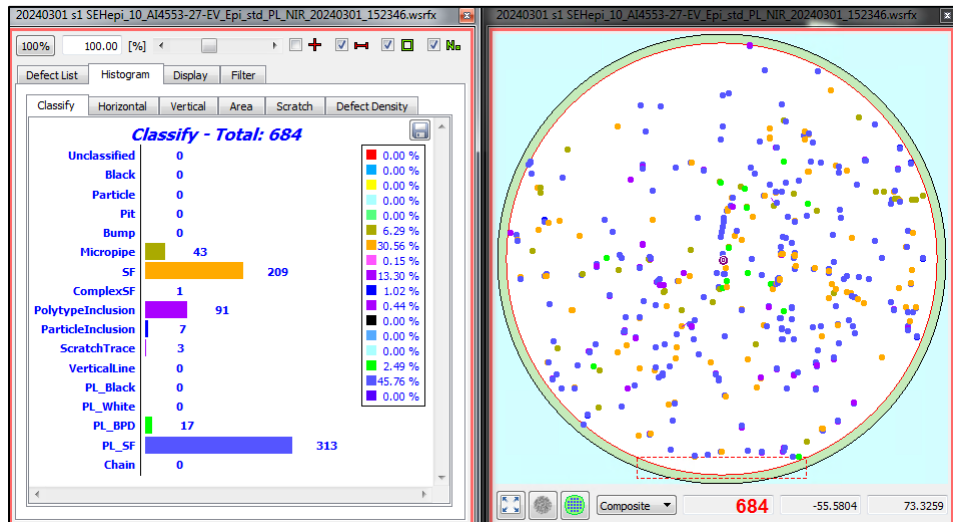 20240301 s1 SEHepi_10_AI4553-27-EV_Epi_std_PL_NIR_20240301_152346.wsrfx
100% 100.00 [%] No
Defect List Histogram Display Filter
Classify Horizontal Vertical Area Scratch Defect Density
Classify - Total: 684
Unclassified 0 0.00 %
Black 0 0.00 %
Particle 0 0.00 %
Pit 0 0.00 %
Bump 0 0.00 %
Micropipe 43 6.29 %
SF 209 30.56 %
ComplexSF 1 0.15 %
PolytypeInclusion 91 13.30 %
ParticleInclusion 7 1.02 %
ScratchTrace 3 0.44 %
VerticalLine 0 0.00 %
PL_Black 0 0.00 %
PL_White 0 0.00 %
PL_BPD 17 2.49 %
PL_SF 313 45.76 %
Chain 0 0.00 %
20240301 s1 SEHepi_10_AI4553-27-EV_Epi_std_PL_NIR_20240301_152346.wsrfx
Composite 684 -55.5804 73.3259